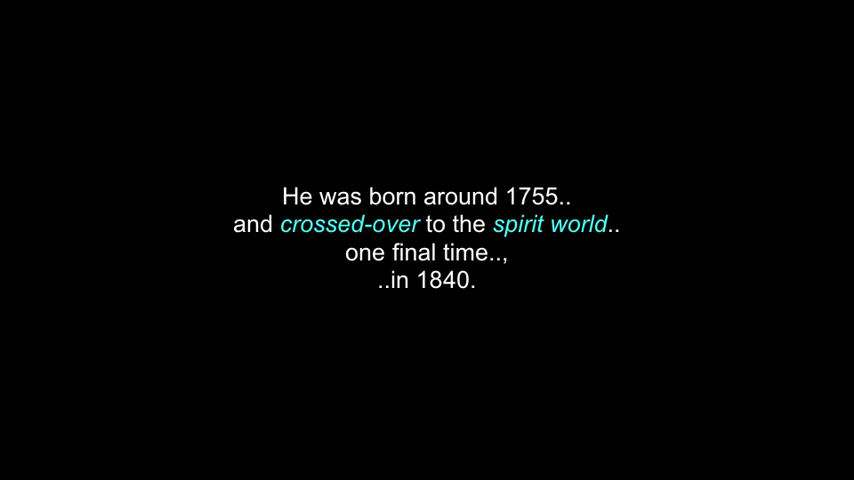 He was born around 1755..
and crossed-over to the spirit world..
one final time..,
..in 1840.